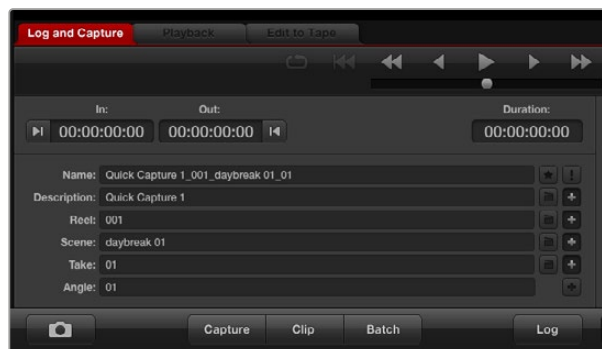 Log and Capture Playback Edit to Tape
In: Out: Duration:
00:00:00:00 00:00:00:00 00:00:00:00
Name: Quick Capture 1_001_daybreak 01_01
Description: Quick Capture 1
Reel: 001
Scene: daybreak 01
Take: 01
Angle: 01
Capture Clip Batch Log